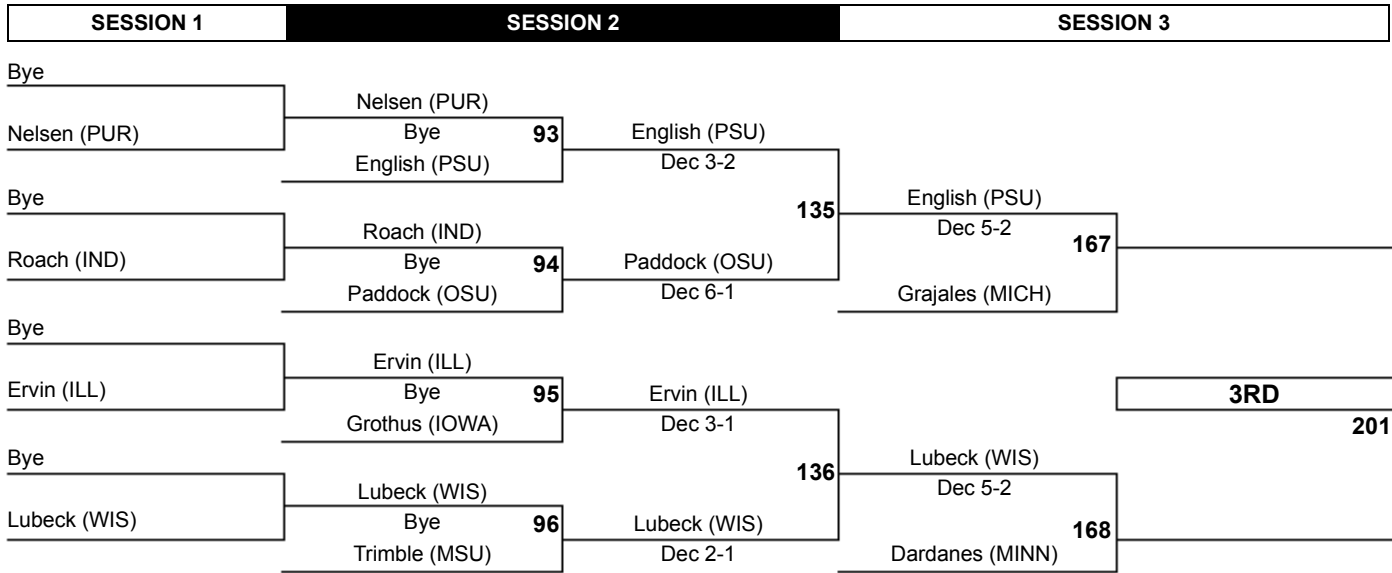 SESSION 1
SESSION 2
SESSION 3
Bye
Nelsen (PUR)
Bye
Roach (IND)
Bye
Ervin (ILL)
Bye
Lubeck (WIS)
Nelsen (PUR)
Bye
93
English (PSU)
Roach (IND)
Bye
94
Paddock (OSU)
Ervin (ILL)
Bye
95
Grothus (IOWA)
Lubeck (WIS)
Bye
96
Trimble (MSU)
English (PSU)
Dec 3-2
135
Paddock (OSU)
Dec 6-1
Ervin (ILL)
Dec 3-1
136
Lubeck (WIS)
Dec 2-1
English (PSU)
Dec 5-2
167
Grajales (MICH)
Lubeck (WIS)
Dec 5-2
168
Dardanes (MINN)
3RD
201